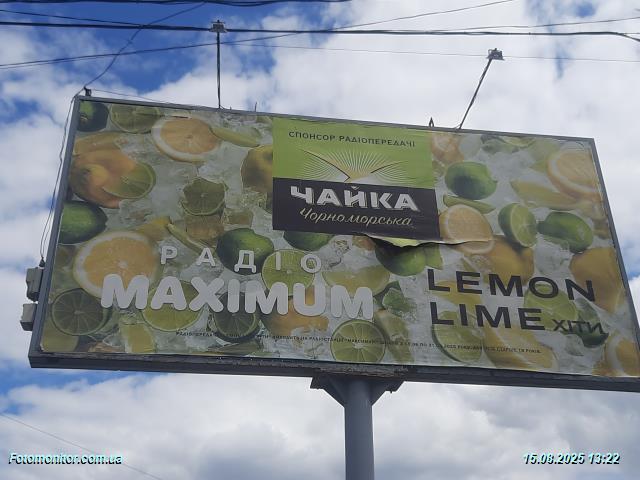 СПОНСОР РАДІОПЕРЕДАЧІ
ЧАЙКА
Чорноморська
РАДІО
MAXIMUM
LEMON
LIME ХІТИ
Fotomonitor.com.ua
15.08.2025 13:22